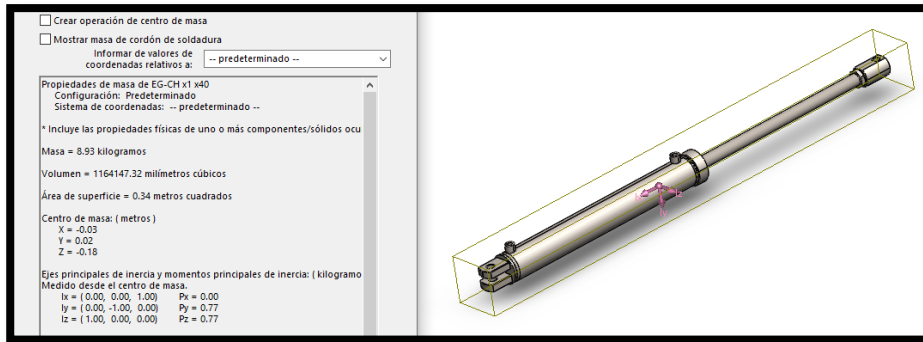 Crear operación de centro de masa
Mostrar masa de cordón de soldadura
Informar de valores de
coordenadas relativos a:
-- predeterminado --
Propiedades de masa de EG-CH x1 x40
Configuración: Predeterminado
Sistema de coordenadas: -- predeterminado --
* Incluye las propiedades físicas de uno o más componentes/sólidos ocu
Masa = 8.93 kilogramos
Volumen = 1164147.32 milímetros cúbicos
Área de superficie = 0.34 metros cuadrados
Centro de masa: ( metros )
X = -0.03
Y = 0.02
Z = -0.18
Ejes principales de inercia y momentos principales de inercia: ( kilogramo
Medido desde el centro de masa.
Ix = ( 0.00, 0.00, 1.00) Px = 0.00
Iy = ( 0.00, -1.00, 0.00) Py = 0.77
Iz = ( 1.00, 0.00, 0.00) Pz = 0.77